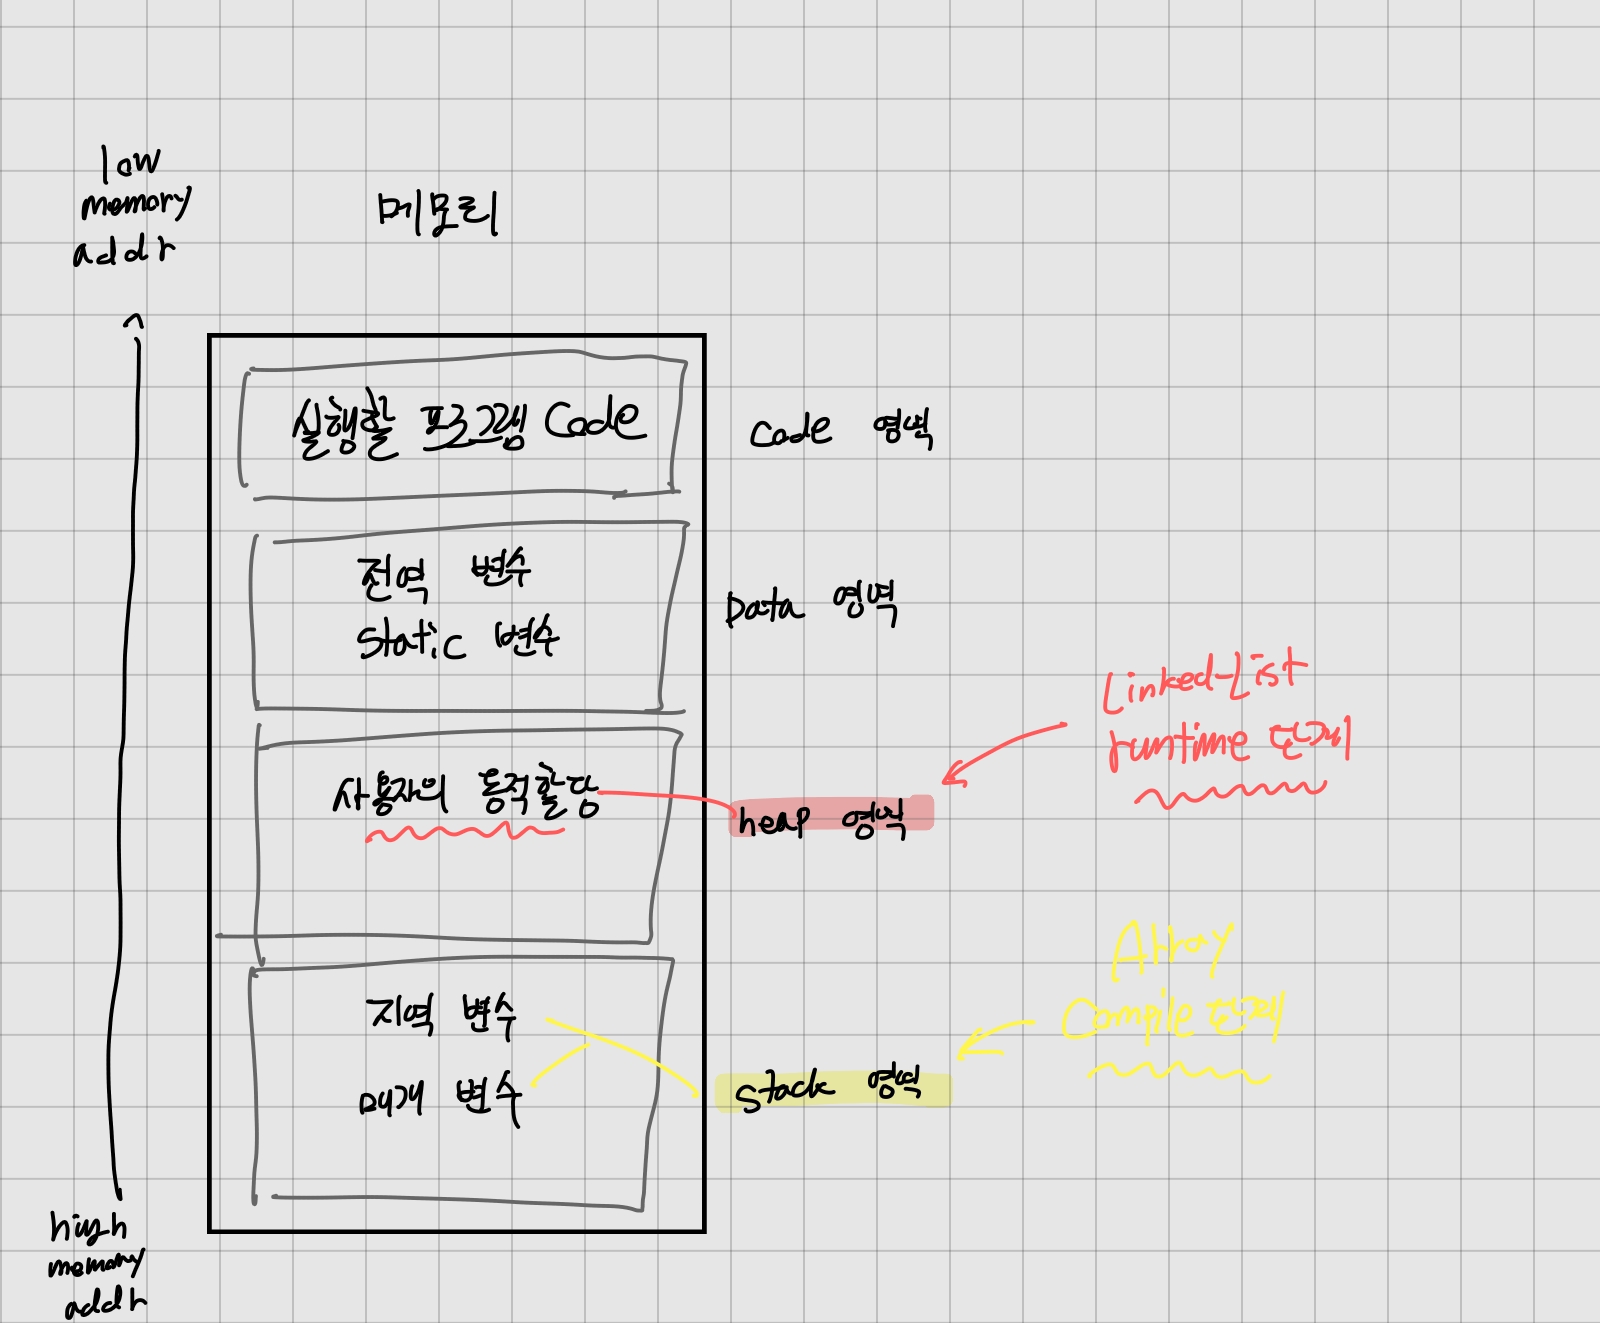 low
memory
addr
메모리
실행할 프로그램 Code
Code 영역
전역 변수
Static 변수
Data 영역
Linked-List
runtime 단계
사용자의 동적할당
heap 영역
Array
Compile 단계
지역 변수
매개 변수
Stack 영역
high
memory
addr